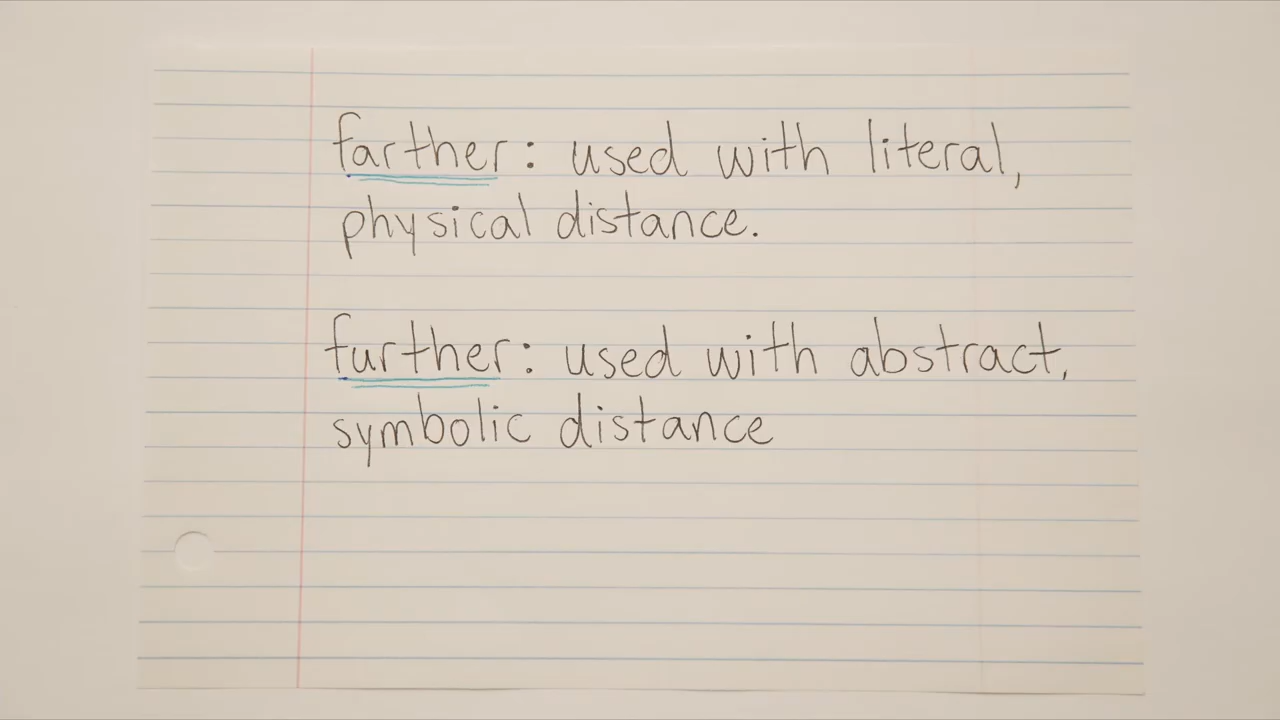 farther: used with literal,
physical distance.
further: used with abstract,
symbolic distance